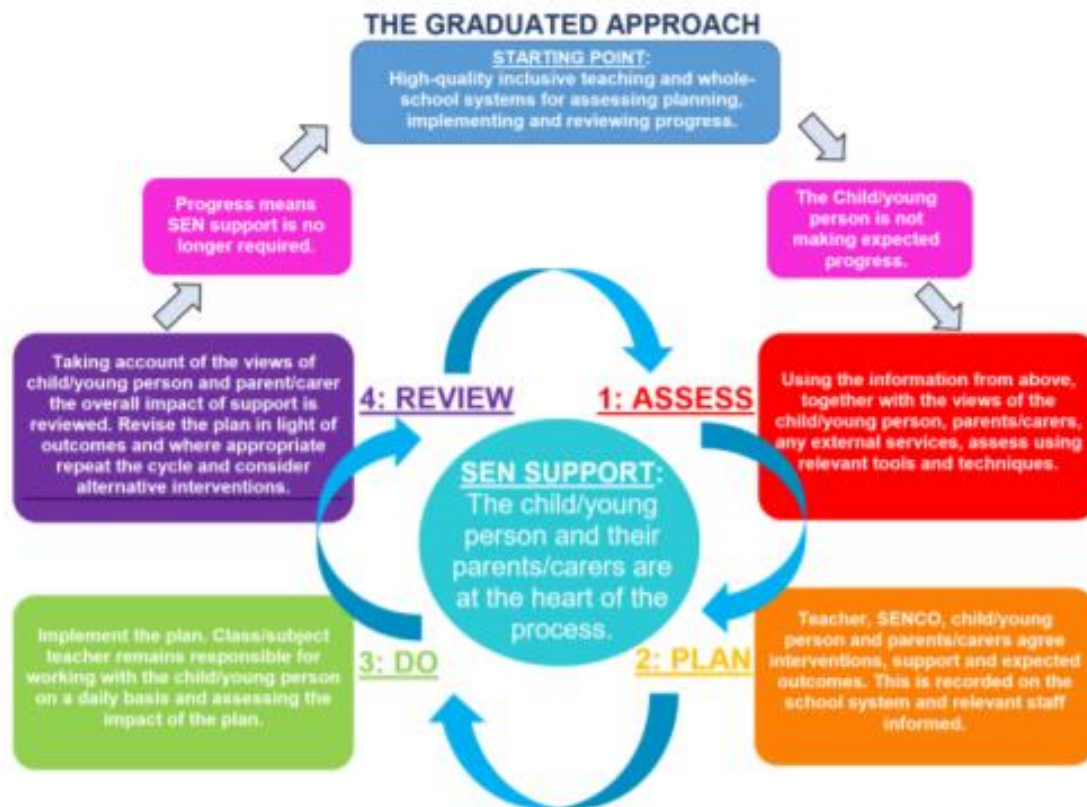 THE GRADUATED APPROACH
STARTING POINT:
High-quality inclusive teaching and whole-
school systems for assessing planning,
implementing and reviewing progress.
Progress means
SEN support is no
longer required.
The Child/young
person is not
making expected
progress.
Taking account of the views of
child/young person and parent/carer
the overall impact of support is
reviewed. Revise the plan in light of
outcomes and where appropriate
repeat the cycle and consider
alternative interventions.
4: REVIEW
1: ASSESS
Using the information from above,
together with the views of the
child/young person, parents/carers,
any external services, assess using
relevant tools and techniques.
SEN SUPPORT:
The child/young
person and their
parents/carers are
at the heart of the
process.
Implement the plan. Class/subject
teacher remains responsible for
working with the child/young person
on a daily basis and assessing the
impact of the plan.
3: DO
2: PLAN
Teacher, SENCO, child/young
person and parents/carers agree
interventions, support and expected
outcomes. This is recorded on the
school system and relevant staff
informed.